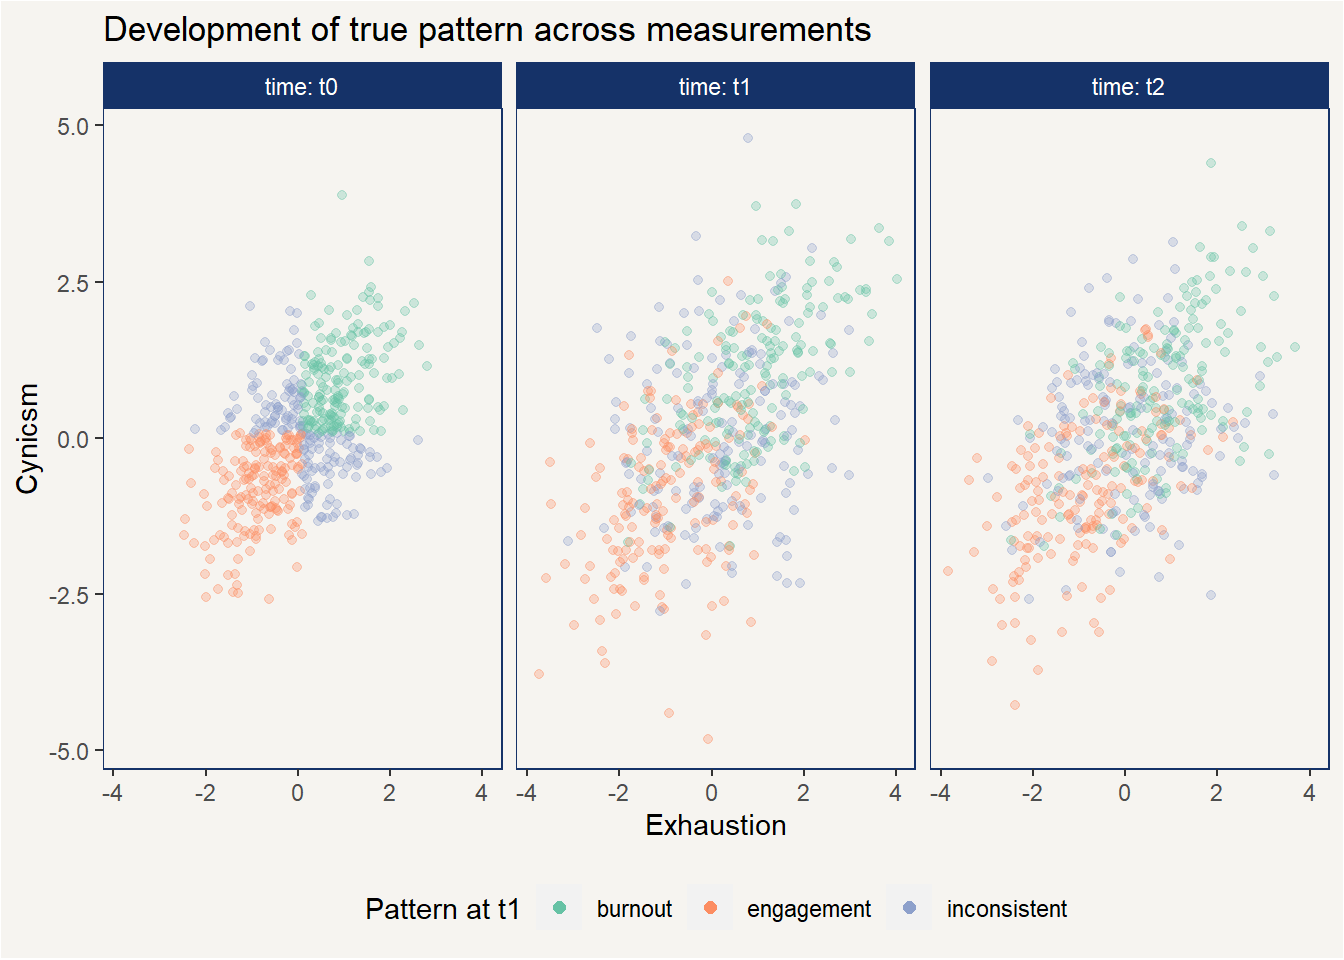 Development of true pattern across measurements
time: t0 time: t1 time: t2
5.0
2.5
0.0
-2.5
-5.0
Cynicsm
-4 -2 0 2 4 -4 -2 0 2 4 -4 -2 0 2 4
Exhaustion
Pattern at t1 burnout engagement inconsistent